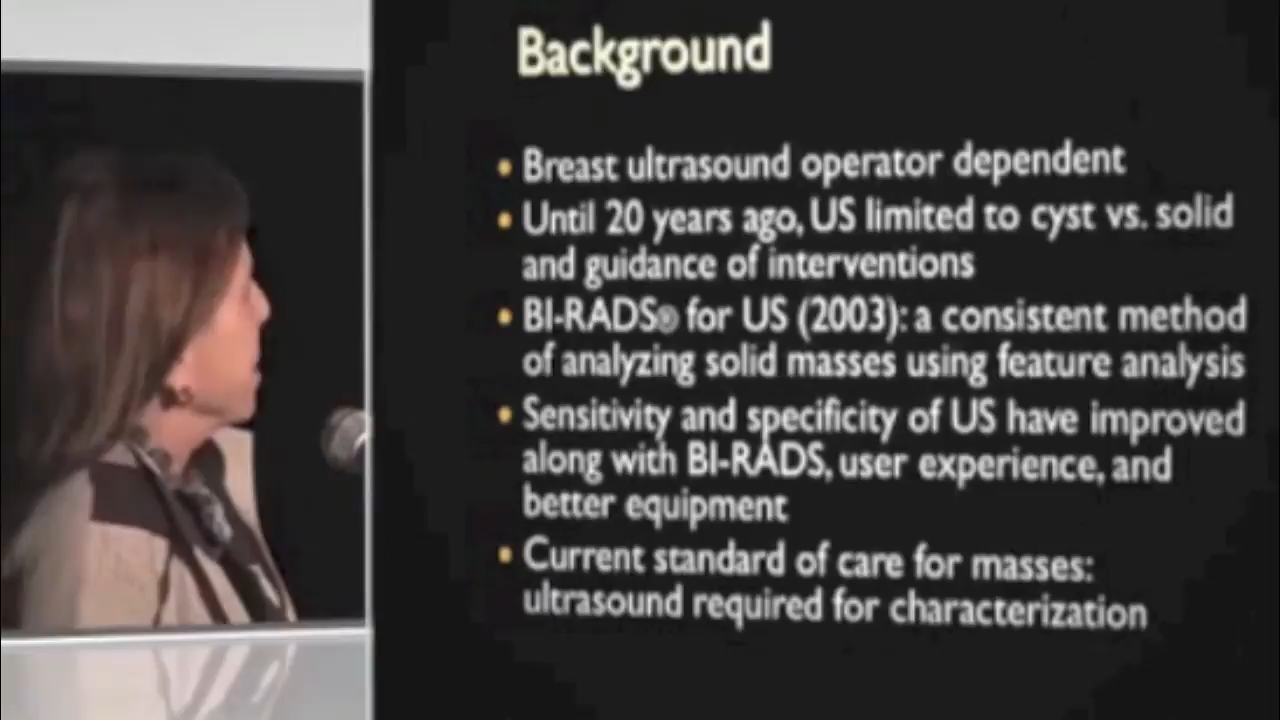 Background
• Breast ultrasound operator dependent
• Until 20 years ago, US limited to cyst vs. solid
and guidance of interventions
• BI-RADS® for US (2003): a consistent method
of analyzing solid masses using feature analysis
• Sensitivity and specificity of US have improved
along with BI-RADS, user experience, and
better equipment
• Current standard of care for masses:
ultrasound required for characterization